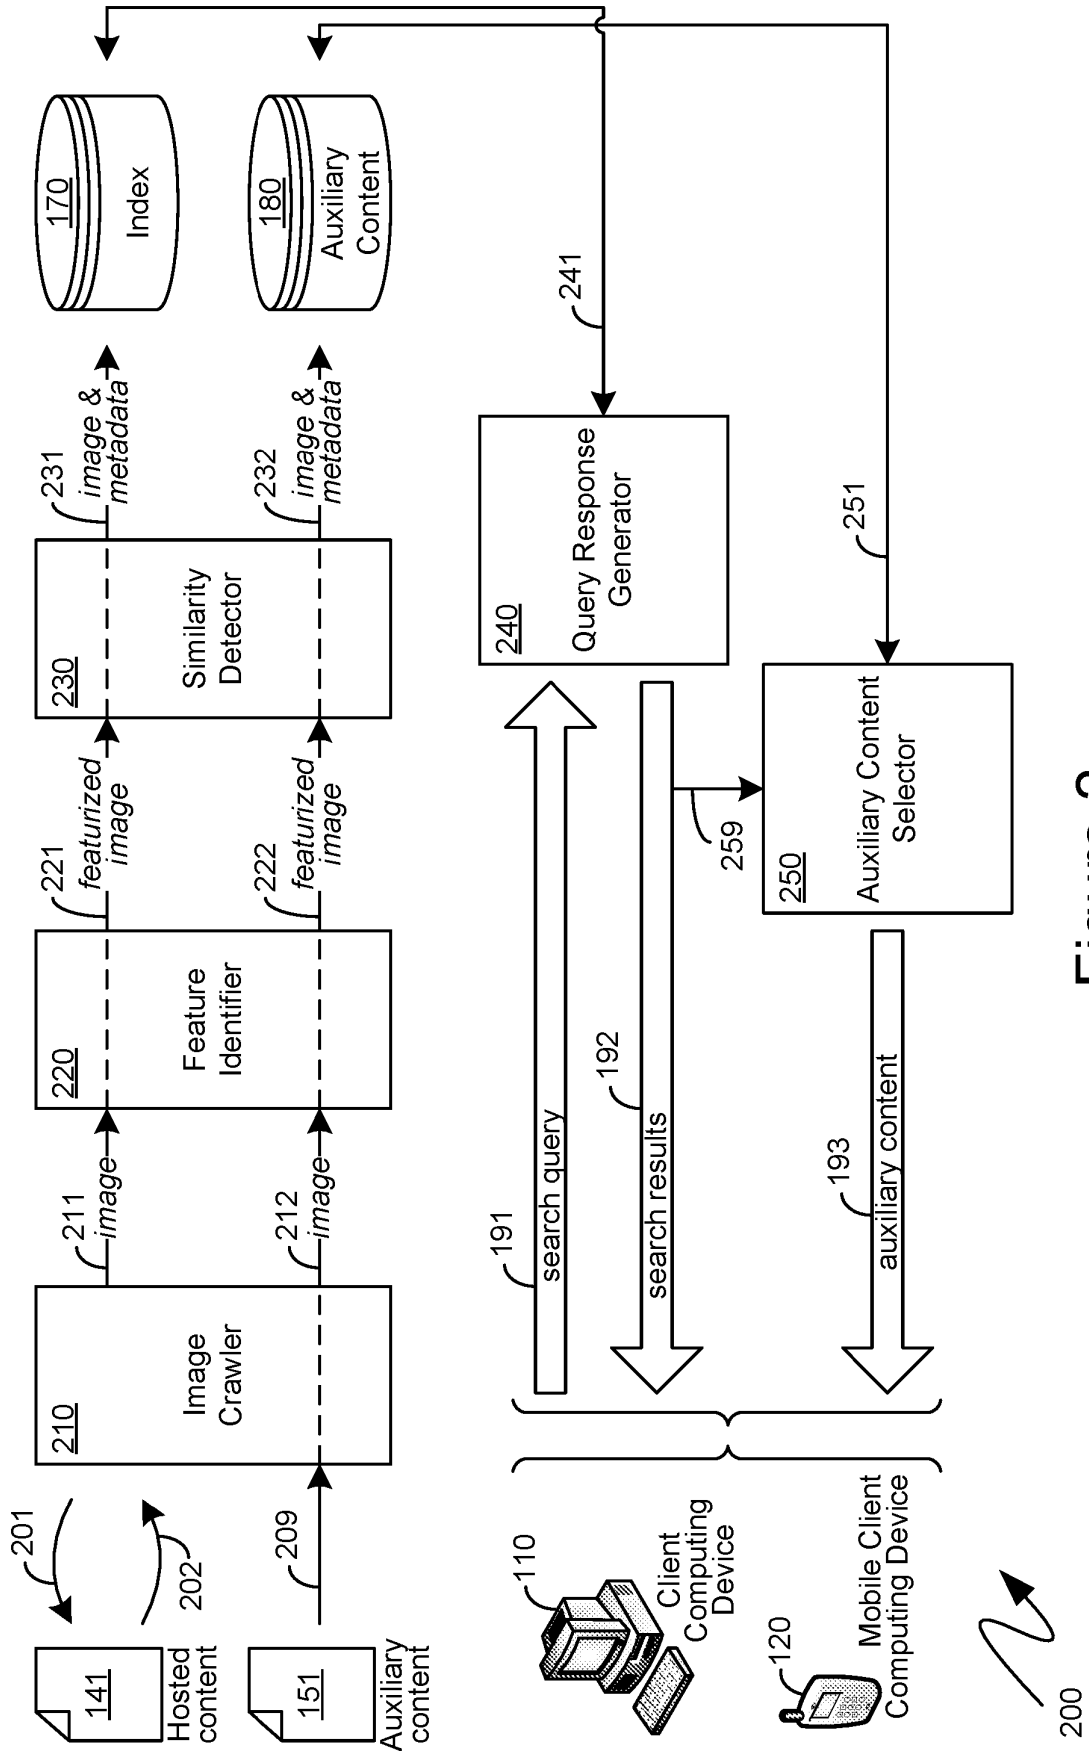 201
202
141
Hosted
content
209
151
Auxiliary
content
210
Image
Crawler
211
image
212
image
220
Feature
Identifier
221
featurized
image
222
featurized
image
230
Similarity
Detector
231
image &
metadata
232
image &
metadata
170
Index
180
Auxiliary
Content
110
Client
Computing
Device
120
Mobile Client
Computing Device
191
search query
192
search results
193
auxiliary content
240
Query Response
Generator
241
259
250
Auxiliary Content
Selector
251
200